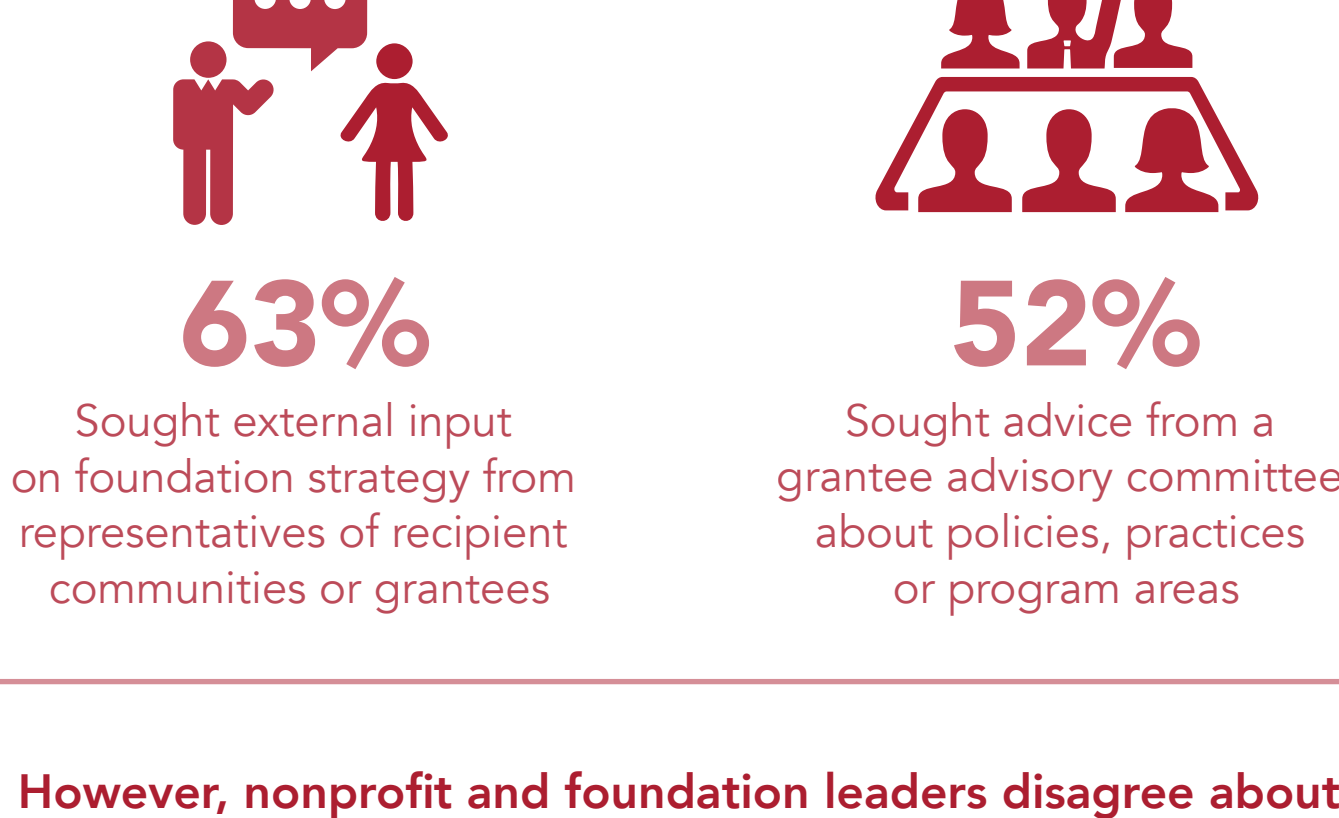 63%
Sought external input
on foundation strategy from
representatives of recipient
communities or grantees
52%
Sought advice from a
grantee advisory committee
about policies, practices
or program areas
However, nonprofit and foundation leaders disagree about